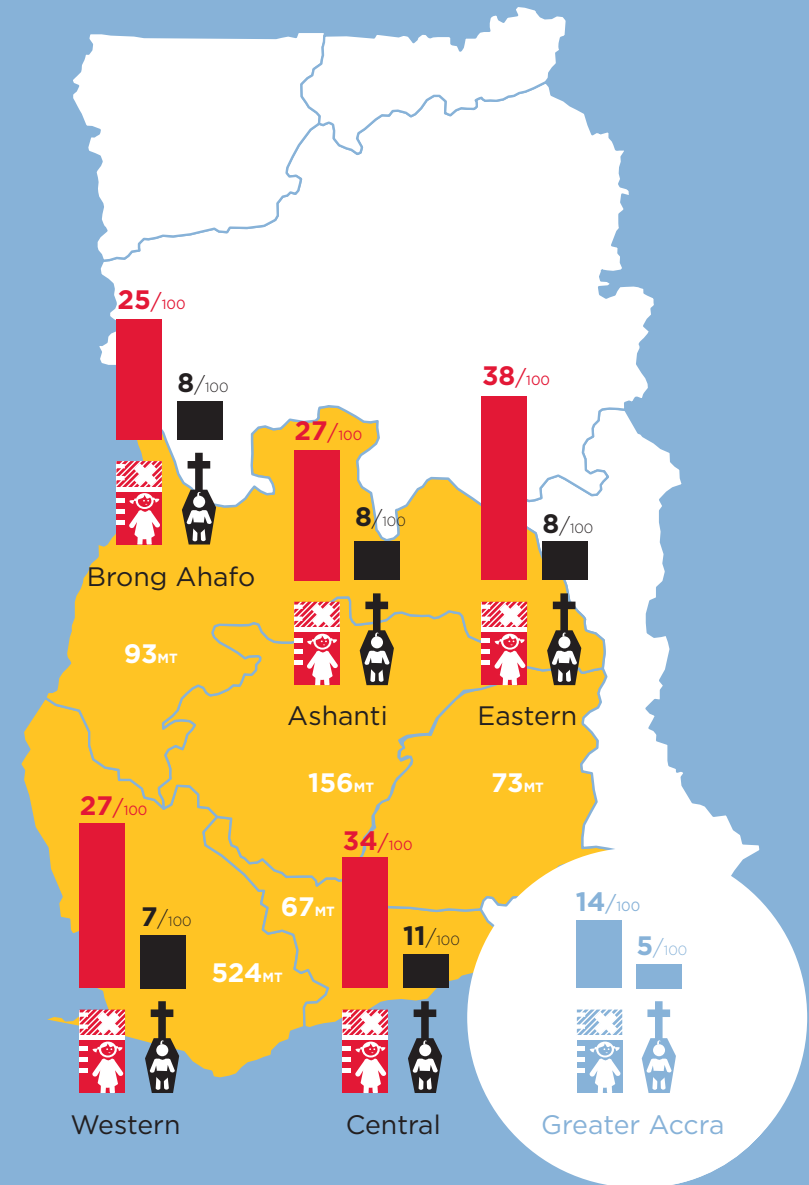 25/100
8/100
Brong Ahafo
93MT
27/100
8/100
Ashanti
156MT
38/100
8/100
Eastern
73MT
27/100
7/100
524MT
Western
67MT
34/100
11/100
Central
14/100
5/100
Greater Accra